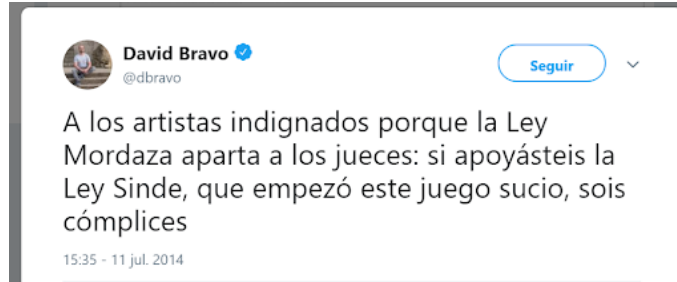 David Bravo
@dbravo
Seguir
A los artistas indignados porque la Ley
Mordaza aparta a los jueces: si apoyásteis la
Ley Sinde, que empezó este juego sucio, sois
cómplices
15:35 - 11 jul. 2014